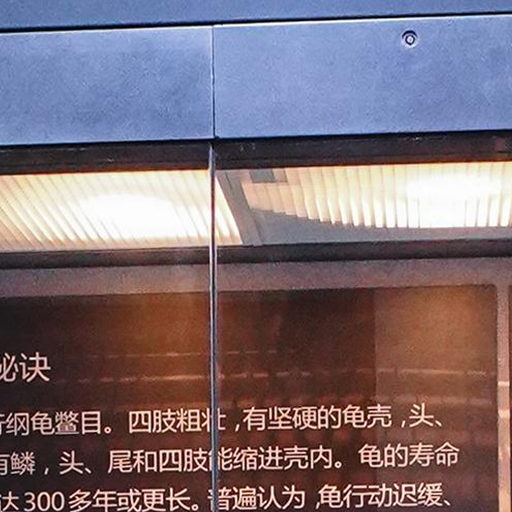 秘诀
行纲龟鳖目。四肢粗壮,有坚硬的龟壳,头、
有鳞,头、尾和四肢能缩进壳内。龟的寿命
达300多年或更长。普遍认为,龟行动迟缓、